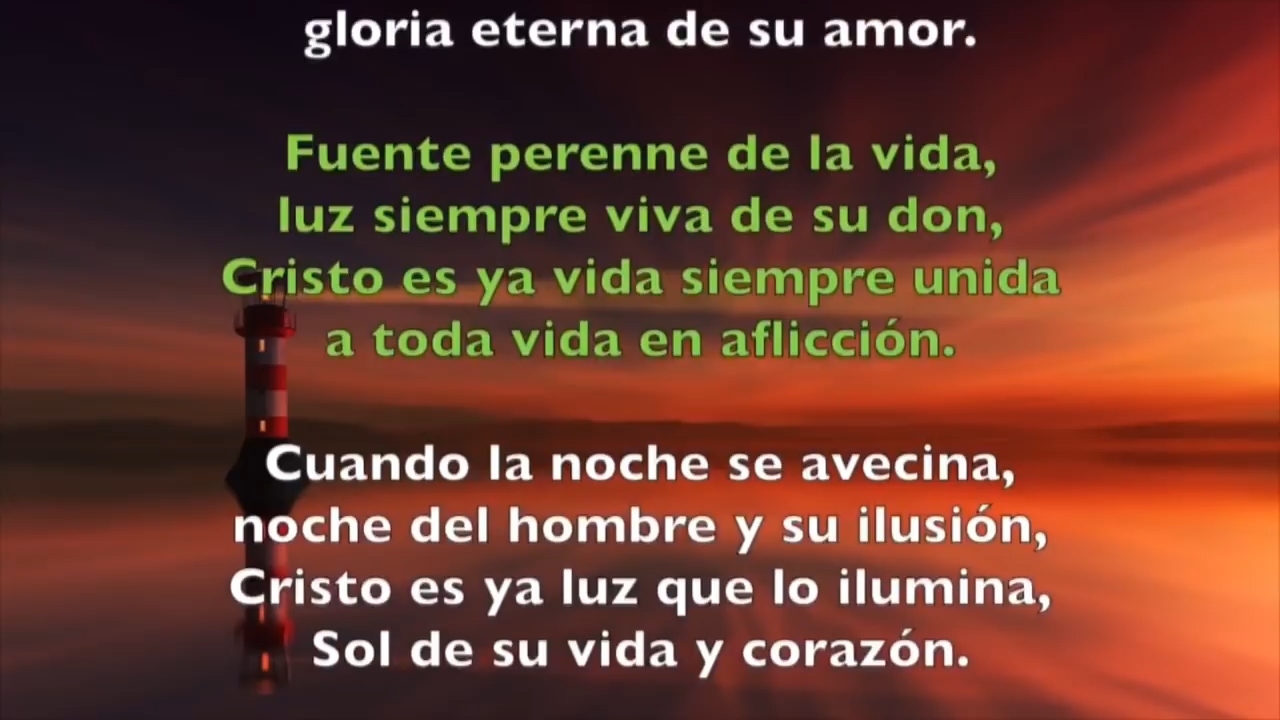 gloria eterna de su amor.
Fuente perenne de la vida,
luz siempre viva de su don,
Cristo es ya vida siempre unida
a toda vida en aflicción.
Cuando la noche se avecina,
noche del hombre y su ilusión,
Cristo es ya luz que lo ilumina,
Sol de su vida y corazón.